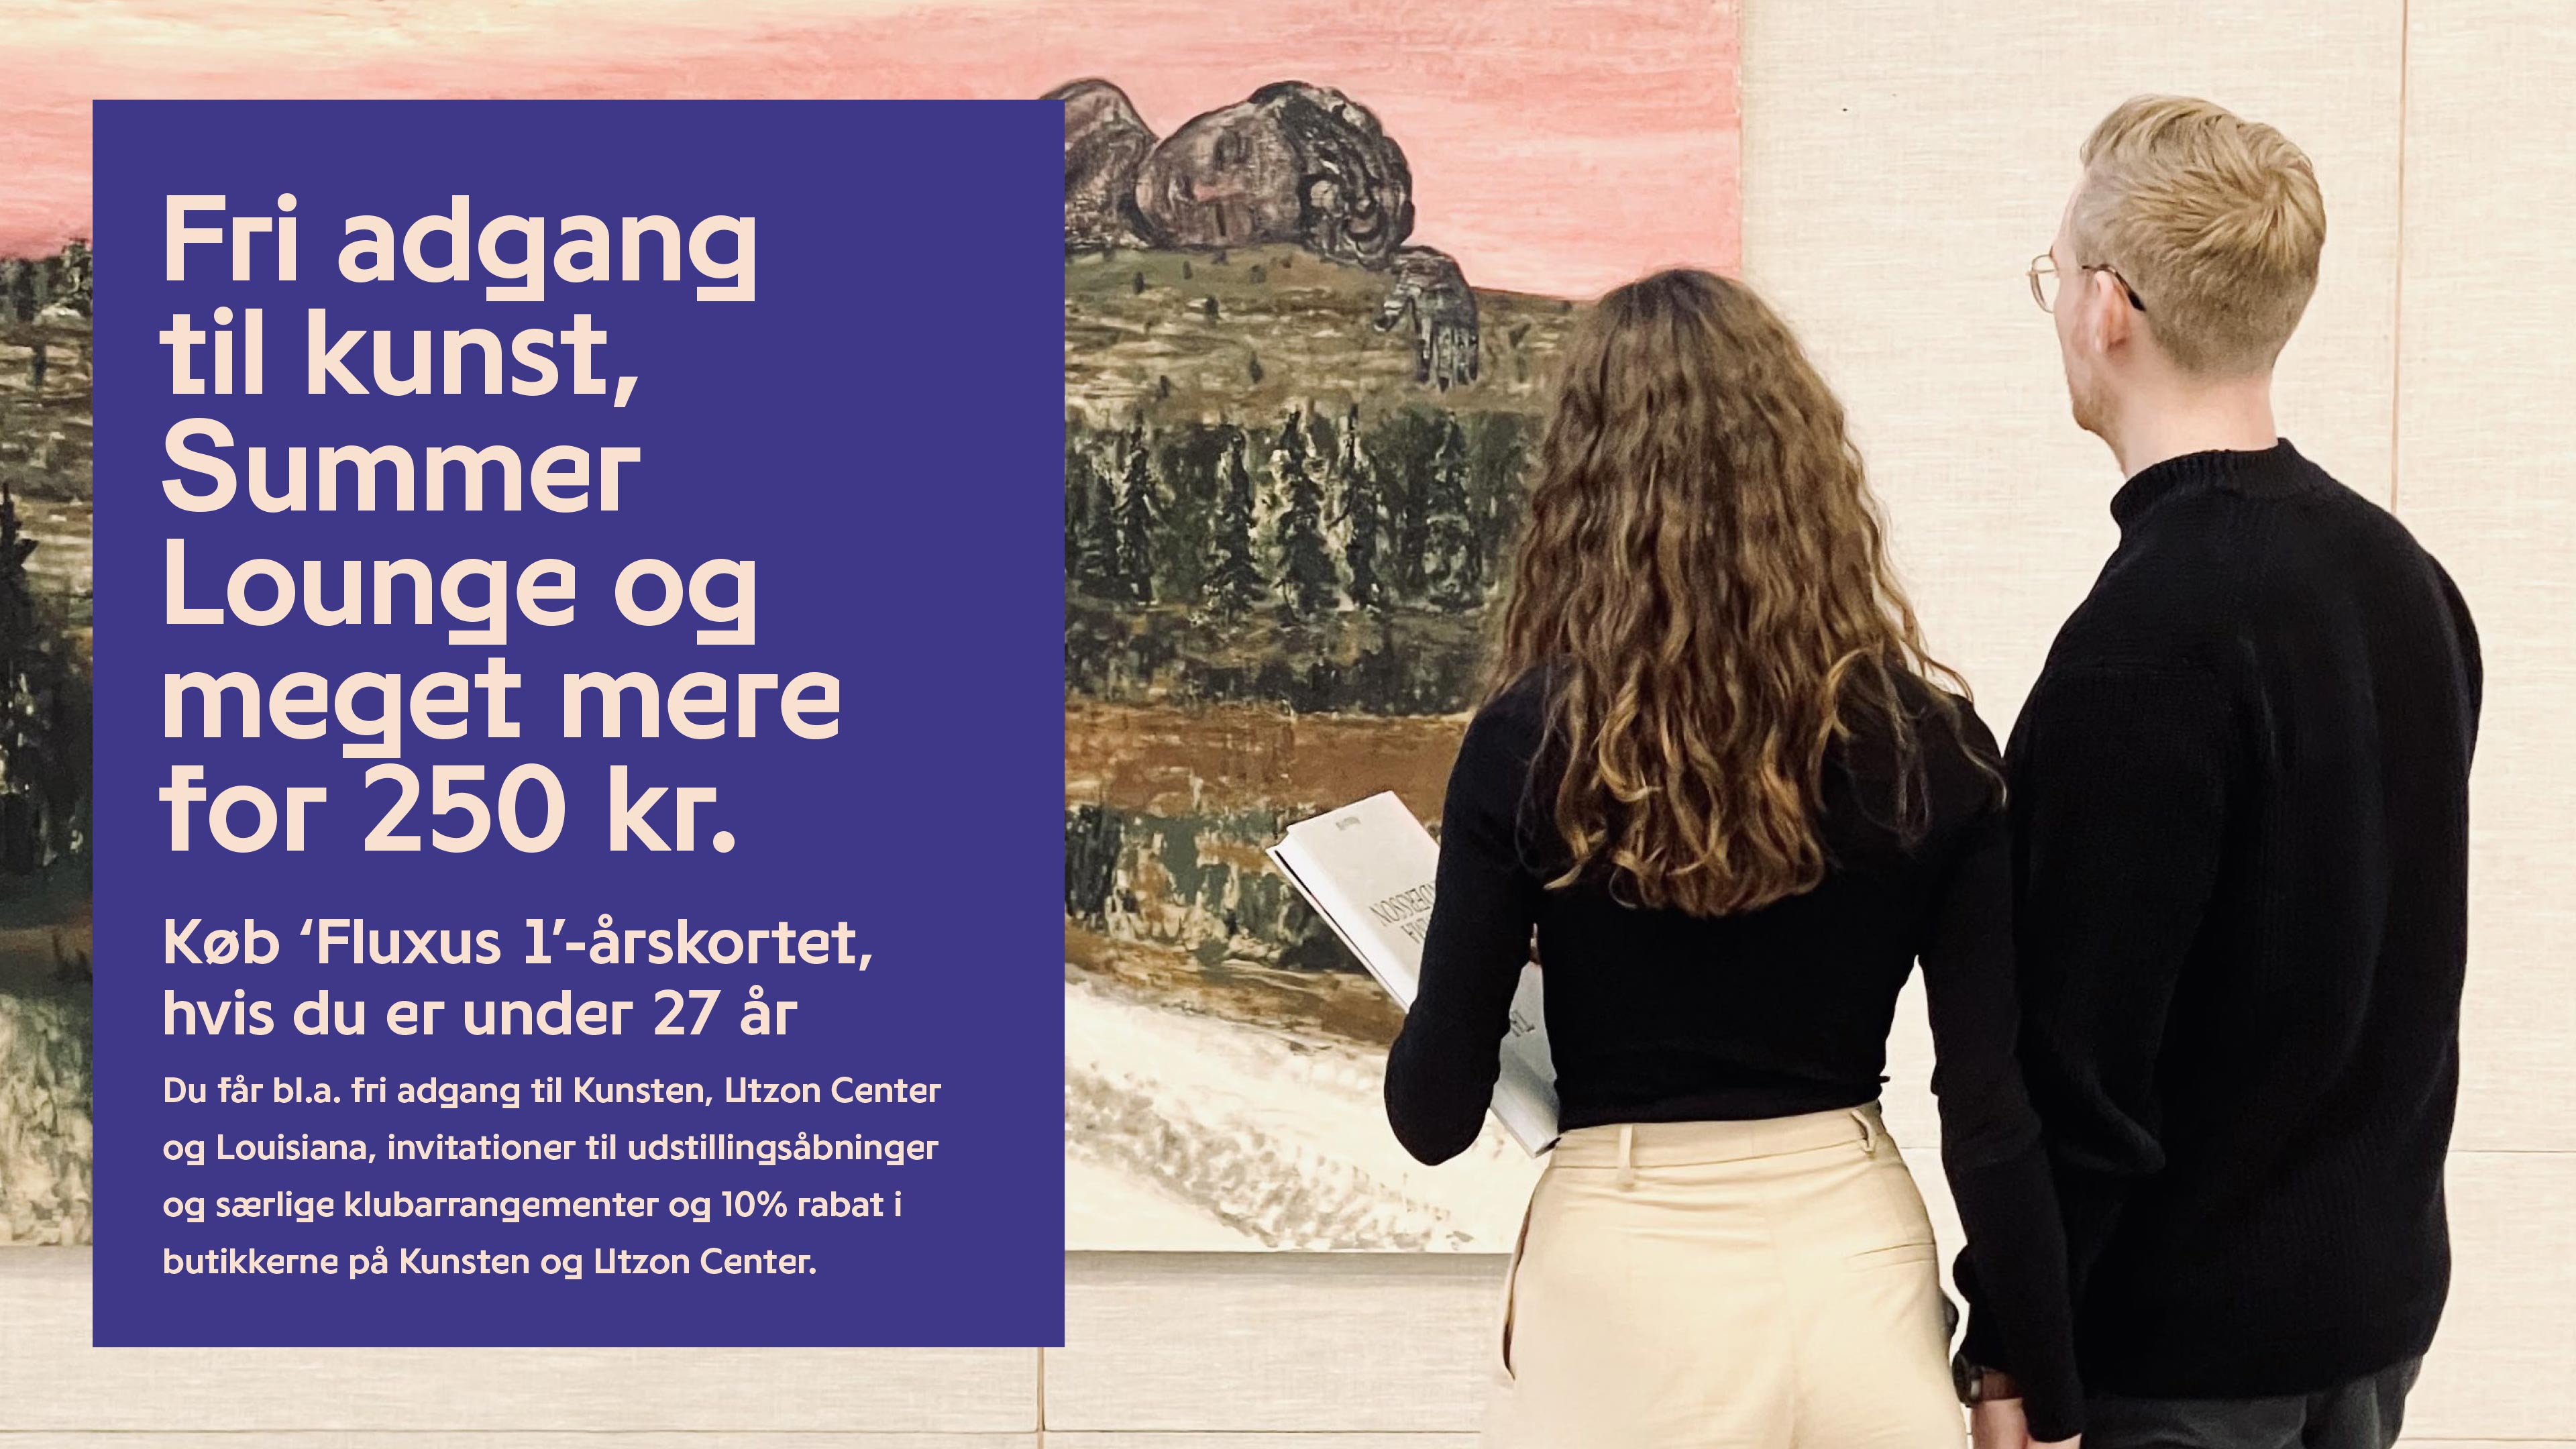 Fri adgang
til kunst,
Summer
Lounge og
meget mere
for 250 kr.
Køb ‘Fluxus 1’-årskortet,
hvis du er under 27 år
Du får bl.a. fri adgang til Kunsten, Utzon Center
og Louisiana, invitationer til udstillingsåbninger
og særlige klubarrangementer og 10% rabat i
butikkerne på Kunsten og Utzon Center.